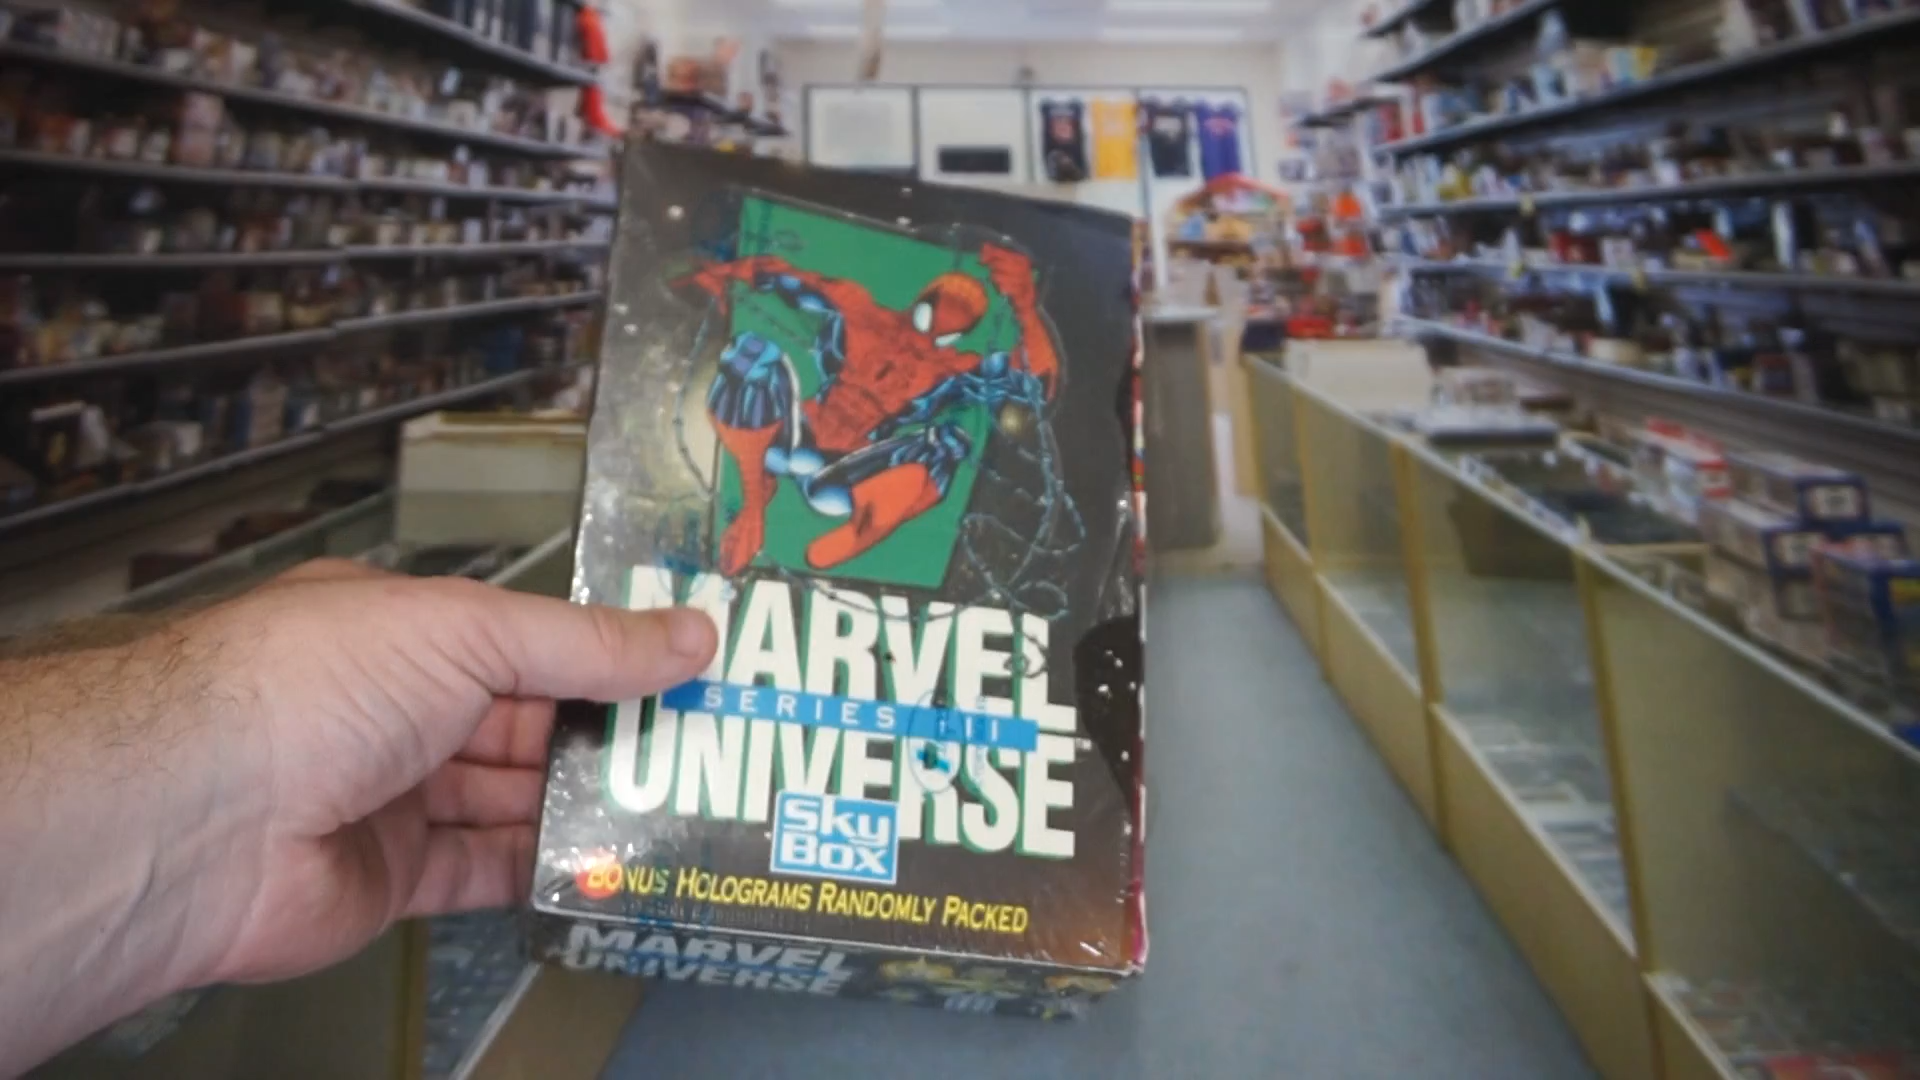 MARVEL
SERIES III
UNIVERSE
SKY
BOX
BONUS HOLOGRAMS RANDOMLY PACKED
MARVEL
UNIVERSE